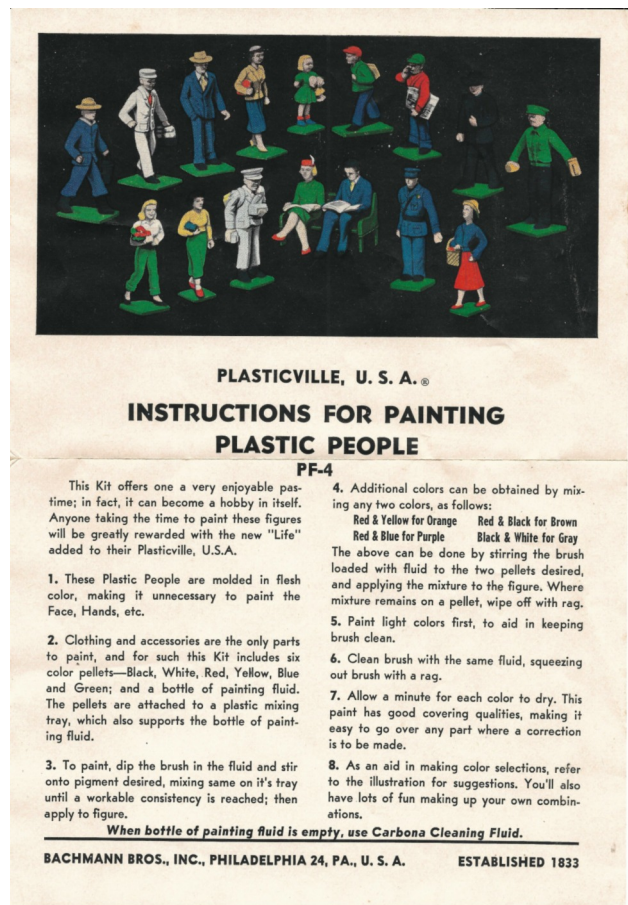 PLASTICVILLE, U. S. A.®
INSTRUCTIONS FOR PAINTING
PLASTIC PEOPLE
PF-4
This Kit offers one a very enjoyable pas-
time; in fact, it can become a hobby in itself.
Anyone taking the time to paint these figures
will be greatly rewarded with the new "Life"
added to their Plasticville, U.S.A.
1. These Plastic People are molded in flesh
color, making it unnecessary to paint the
Face, Hands, etc.
2. Clothing and accessories are the only parts
to paint, and for such this Kit includes six
color pellets—Black, White, Red, Yellow, Blue
and Green; and a bottle of painting fluid.
The pellets are attached to a plastic mixing
tray, which also supports the bottle of paint-
ing fluid.
3. To paint, dip the brush in the fluid and stir
onto pigment desired, mixing same on it's tray
until a workable consistency is reached; then
apply to figure.
4. Additional colors can be obtained by mix-
ing any two colors, as follows:
Red & Yellow for Orange Red & Black for Brown
Red & Blue for Purple Black & White for Gray
The above can be done by stirring the brush
loaded with fluid to the two pellets desired,
and applying the mixture to the figure. Where
mixture remains on a pellet, wipe off with rag.
5. Paint light colors first, to aid in keeping
brush clean.
6. Clean brush with the same fluid, squeezing
out brush with a rag.
7. Allow a minute for each color to dry. This
paint has good covering qualities, making it
easy to go over any part where a correction
is to be made.
8. As an aid in making color selections, refer
to the illustration for suggestions. You'll also
have lots of fun making up your own combin-
ations.
When bottle of painting fluid is empty, use Carbona Cleaning Fluid.
BACHMANN BROS., INC., PHILADELPHIA 24, PA., U. S. A. ESTABLISHED 1833